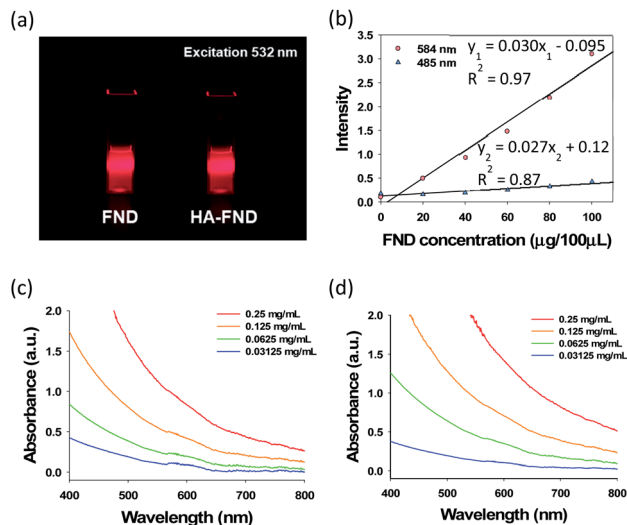 (a)
Excitation 532 nm
FND
HA-FND
(b)
584 nm
485 nm
y₁ = 0.030x₁ - 0.095
R² = 0.97
y₂ = 0.027x₂ + 0.12
R² = 0.87
Intensity
3.5
3.0
2.5
2.0
1.5
1.0
0.5
0.0
0 20 40 60 80 100
FND concentration (μg/100μL)
(c)
0.25 mg/mL
0.125 mg/mL
0.0625 mg/mL
0.03125 mg/mL
Absorbance (a.u.)
2.0
1.5
1.0
0.5
0.0
400 500 600 700 800
Wavelength (nm)
(d)
0.25 mg/mL
0.125 mg/mL
0.0625 mg/mL
0.03125 mg/mL
Absorbance (a.u.)
2.0
1.5
1.0
0.5
0.0
400 500 600 700 800
Wavelength (nm)